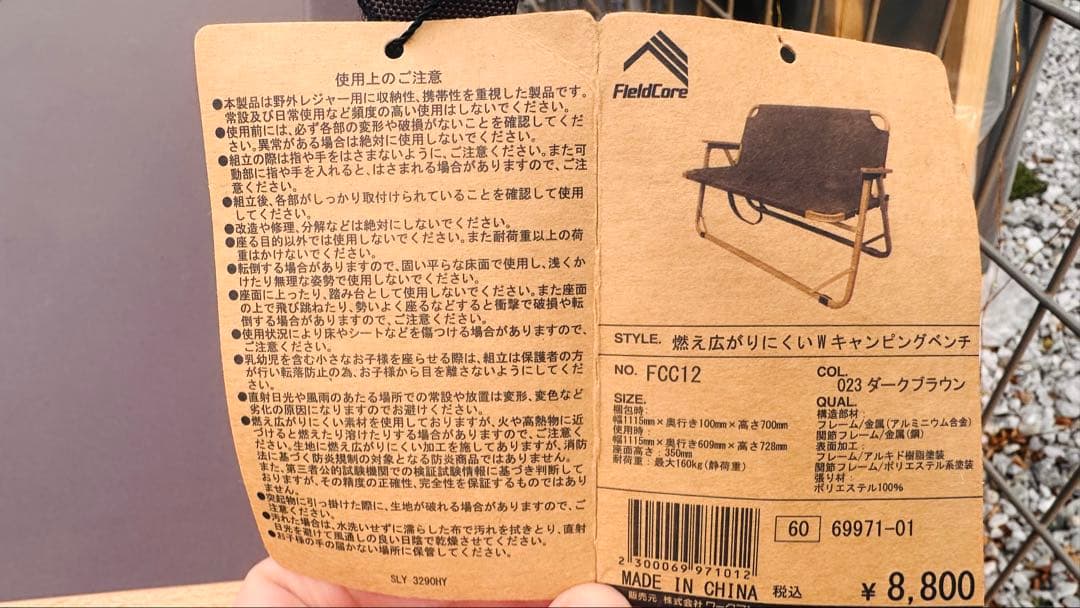 使用上のご注意
●本製品は野外レジャー用に収納性、携帯性を重視した製品です。
常設及び日常使用など頻度の高い使用はしないでください。
●使用前には、必ず各部の変形や破損がないことを確認してくだ
さい。異常がある場合は絶対に使用しないでください。
●組立の際は指や手をはさまないように、ご注意ください。また可
動部に指や手を入れると、はさまれる場合がありますので、ご注
意ください。
●組立後、各部がしっかり取付けられていることを確認して使用
してください。
●改造や修理、分解などは絶対にしないでください。
●座る目的以外では使用しないでください。また耐荷重以上の荷
重はかけないでください。
●転倒する場合がありますので、固い平らな床面で使用し、浅くか
けたり無理な姿勢で使用しないでください。
●座面に上ったり、踏み台として使用しないでください。また座面
の上で飛び跳ねたり、勢いよく座るなどすると衝撃で破損や転
倒する場合がありますので、ご注意ください。
●使用状況により床やシートなどを傷つける場合がありますので、
ご注意ください。
●乳幼児を含む小さなお子様を座らせる際は、組立は保護者の方
が行い転落防止の為、お子様から目を離さないようにしてくだ
さい。
●直射日光や風雨のあたる場所での常設や放置は変形、変色など
劣化の原因になりますのでお避けください。
●燃え広がりにくい素材を使用しておりますが、火や高熱物に近
づけると燃えたり溶けたりする場合がありますので、ご注意く
ださい。生地に燃え広がりにくい加工を施してありますが、消防
法に基づく防炎規制の対象となる防炎商品ではありません。
また、第三者公的試験機関での検証試験情報に基づき判断して
おりますが、その精度の正確性、完全性を保証するものではあり
ません。
●突起物に引っ掛けた際に、生地が破れる場合がありますので、ご
注意ください。
●汚れた場合は、水洗いせずに濡らした布で汚れを拭きとり、直射
日光を避けて風通しの良い日陰で乾燥させてください。
●お子様の手の届かない場所に保管してください。
SLY 3290HY
FieldCore
STYLE. 燃え広がりにくいWキャンピングベンチ
NO. FCC12
COL.
023 ダークブラウン
SIZE.
梱包時:
幅1115mm×奥行き100mm×高さ700mm
使用時:
幅1115mm×奥行き609mm×高さ728mm
座面高さ:350mm
耐荷重:最大160kg(静荷重)
QUAL.
構造部材:
フレーム/金属(アルミニウム合金)
関節フレーム/金属(鋼)
表面加工:
フレーム/アルキド樹脂塗装
関節フレーム/ポリエステル系塗装
張り材:
ポリエステル100%
2 300069 971012
60 69971-01
MADE IN CHINA 税込 ¥8,800
販売元 株式会社